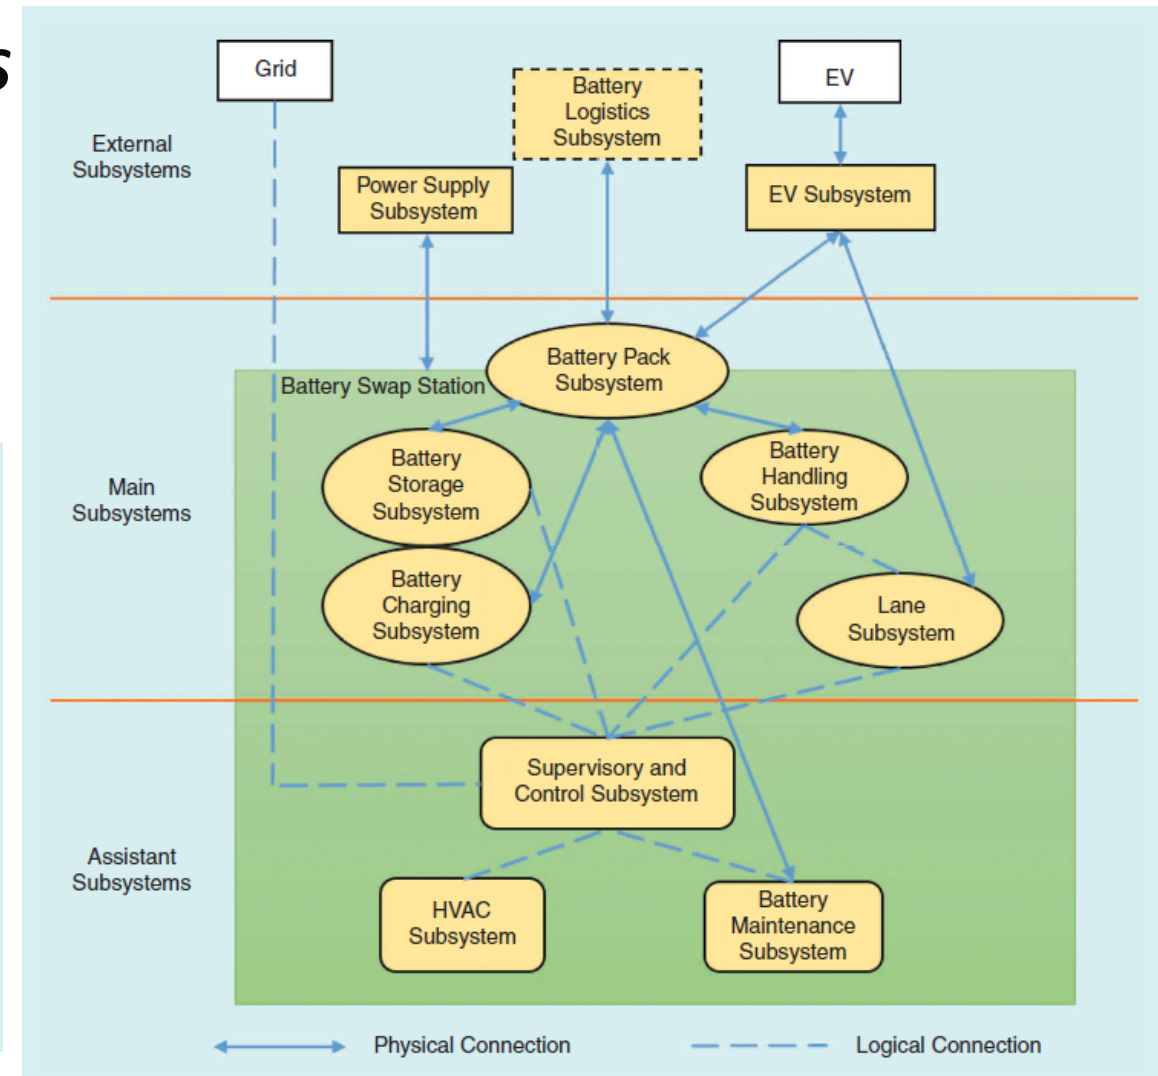 S
Grid
Battery
Logistics
Subsystem
EV
External
Subsystems
Power Supply
Subsystem
EV Subsystem
Battery Pack
Subsystem
Battery Swap Station
Battery
Storage
Subsystem
Battery
Handling
Subsystem
Main
Subsystems
Battery
Charging
Subsystem
Lane
Subsystem
Supervisory and
Control Subsystem
Assistant
Subsystems
HVAC
Subsystem
Battery
Maintenance
Subsystem
Physical Connection
Logical Connection